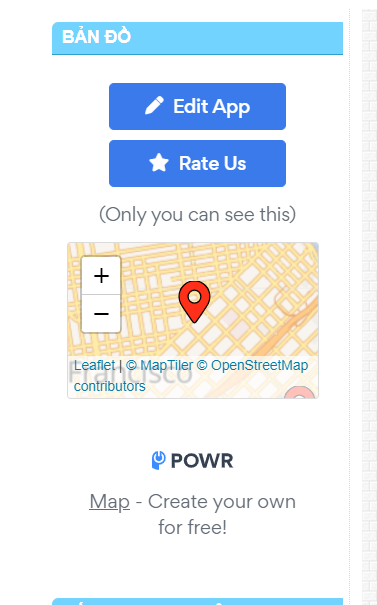 BẢN ĐỒ
Edit App
Rate Us
(Only you can see this)
+
−
Francisco
Leaflet | © MapTiler © OpenStreetMap
contributors
POWR
Map - Create your own
for free!